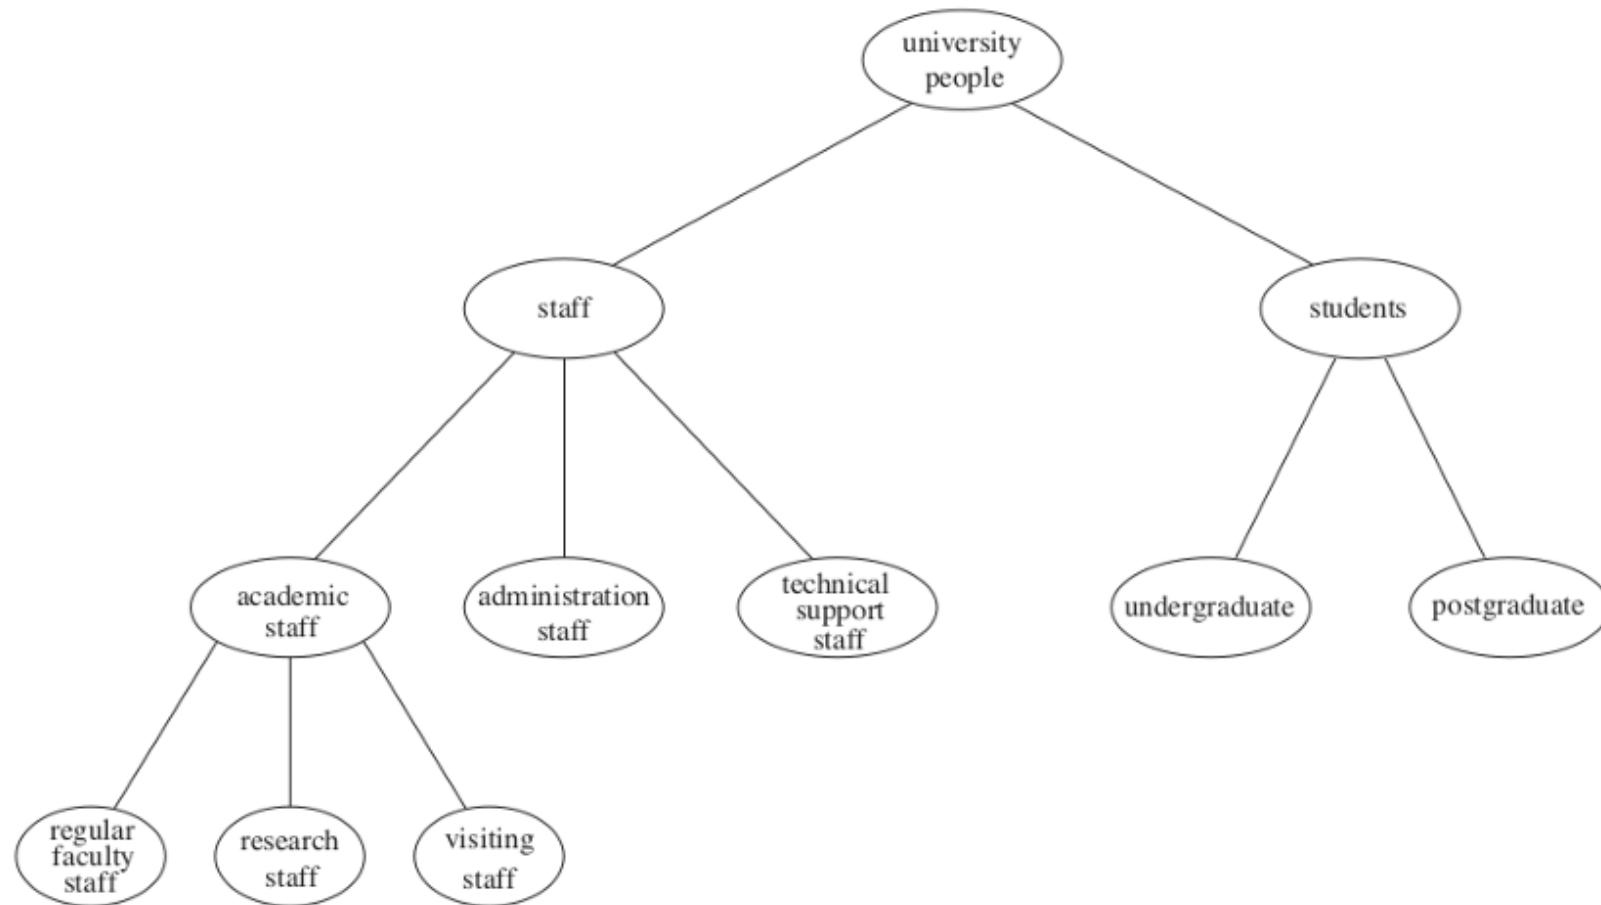 university
people
staff
students
academic
staff
administration
staff
technical
support
staff
undergraduate
postgraduate
regular
faculty
staff
research
staff
visiting
staff